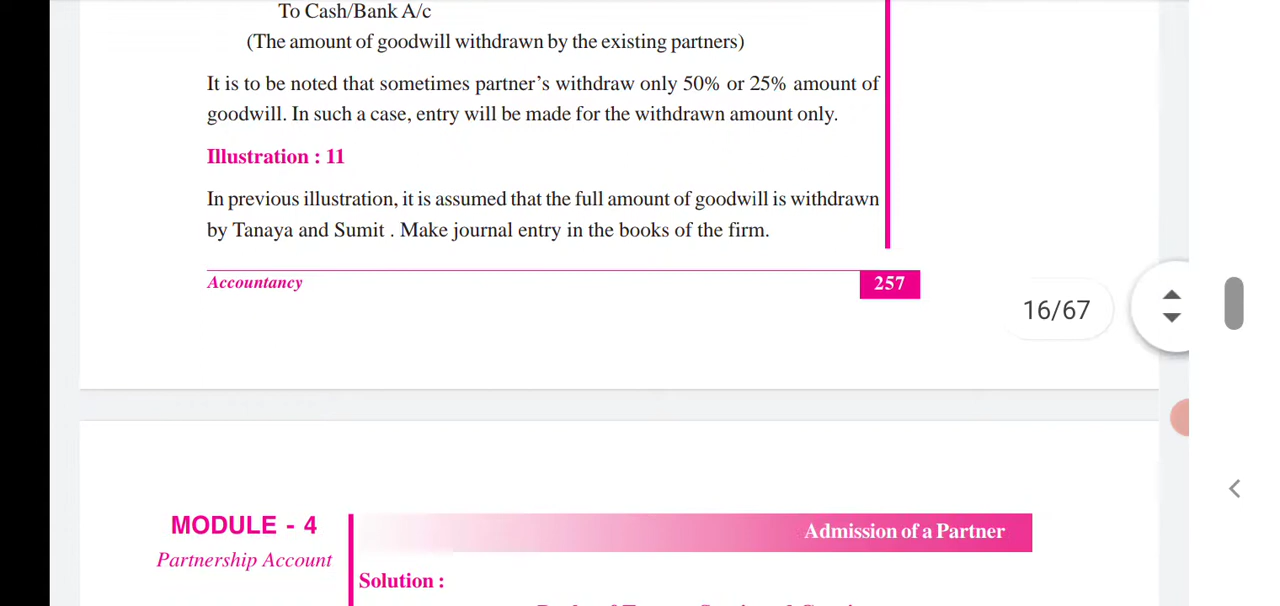 To Cash/Bank A/c
(The amount of goodwill withdrawn by the existing partners)
It is to be noted that sometimes partner's withdraw only 50% or 25% amount of
goodwill. In such a case, entry will be made for the withdrawn amount only.
Illustration : 11
In previous illustration, it is assumed that the full amount of goodwill is withdrawn
by Tanaya and Sumit . Make journal entry in the books of the firm.
Accountancy
257
16/67
MODULE - 4
Admission of a Partner
Partnership Account
Solution :